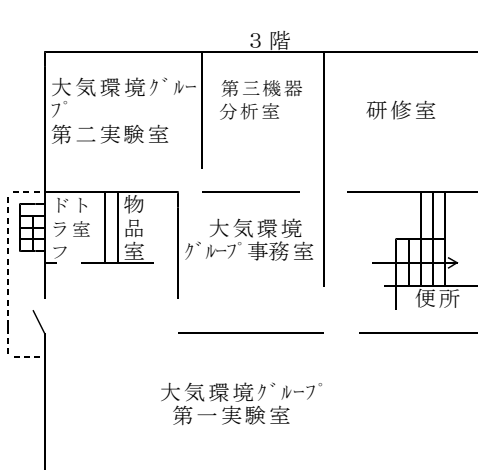 ３階
大気環境ｸﾞﾙｰ
ﾌﾟ
第二実験室
第三機器
分析室
研修室
ドト
ラ室
フ
物
品
室
大気環境
ｸﾞﾙｰﾌﾟ事務室
便所
大気環境ｸﾞﾙｰﾌﾟ
第一実験室